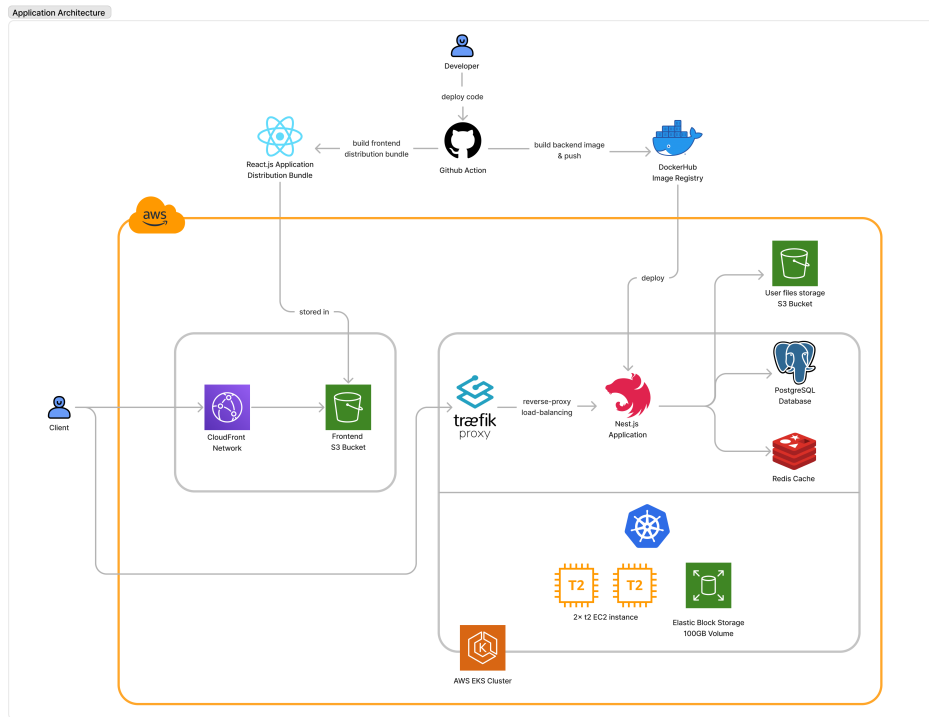 Application Architecture
Developer
deploy code
build frontend
distribution bundle
build backend image
& push
React.js Application
Distribution Bundle
Github Action
DockerHub
Image Registry
aws
deploy
User files storage
S3 Bucket
stored in
træfik
proxy
reverse-proxy
load-balancing
PostgreSQL
Database
Client
CloudFront
Network
Frontend
S3 Bucket
Nest.js
Application
Redis Cache
T2
T2
2× t2 EC2 instance
Elastic Block Storage
100GB Volume
K
AWS EKS Cluster